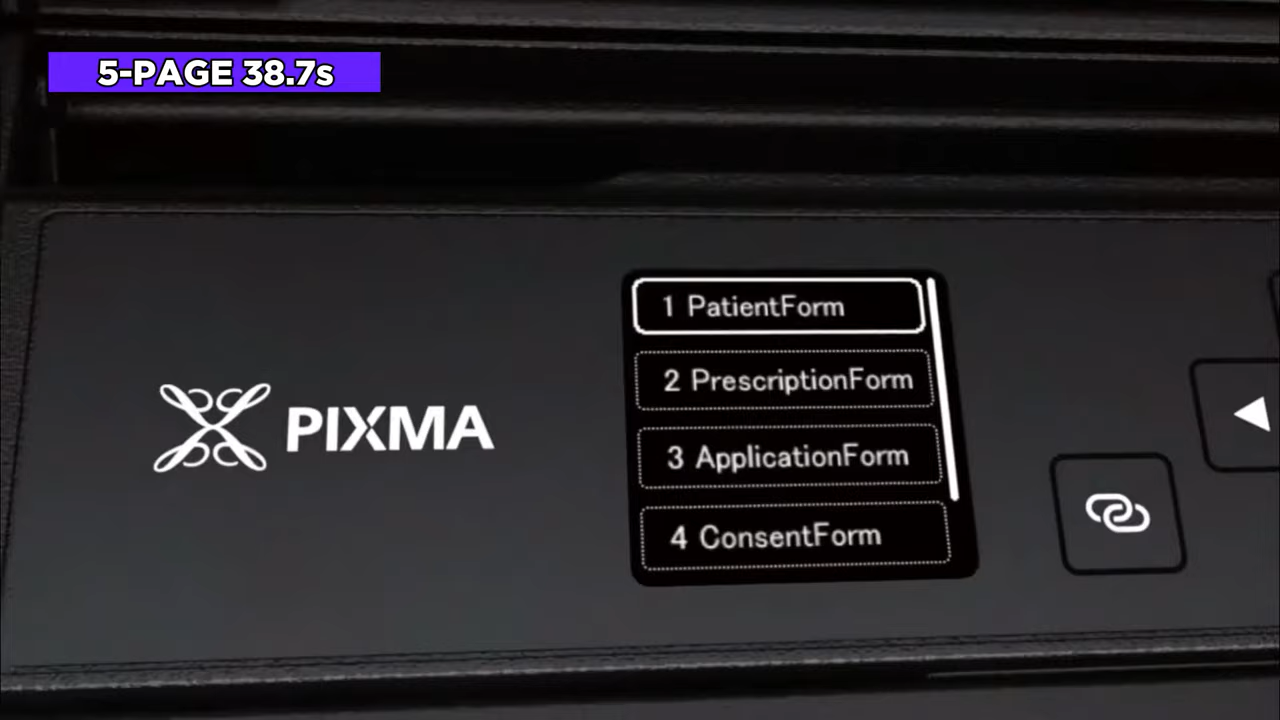 5-PAGE 38.7s
PIXMA
1 PatientForm
2 PrescriptionForm
3 ApplicationForm
4 ConsentForm